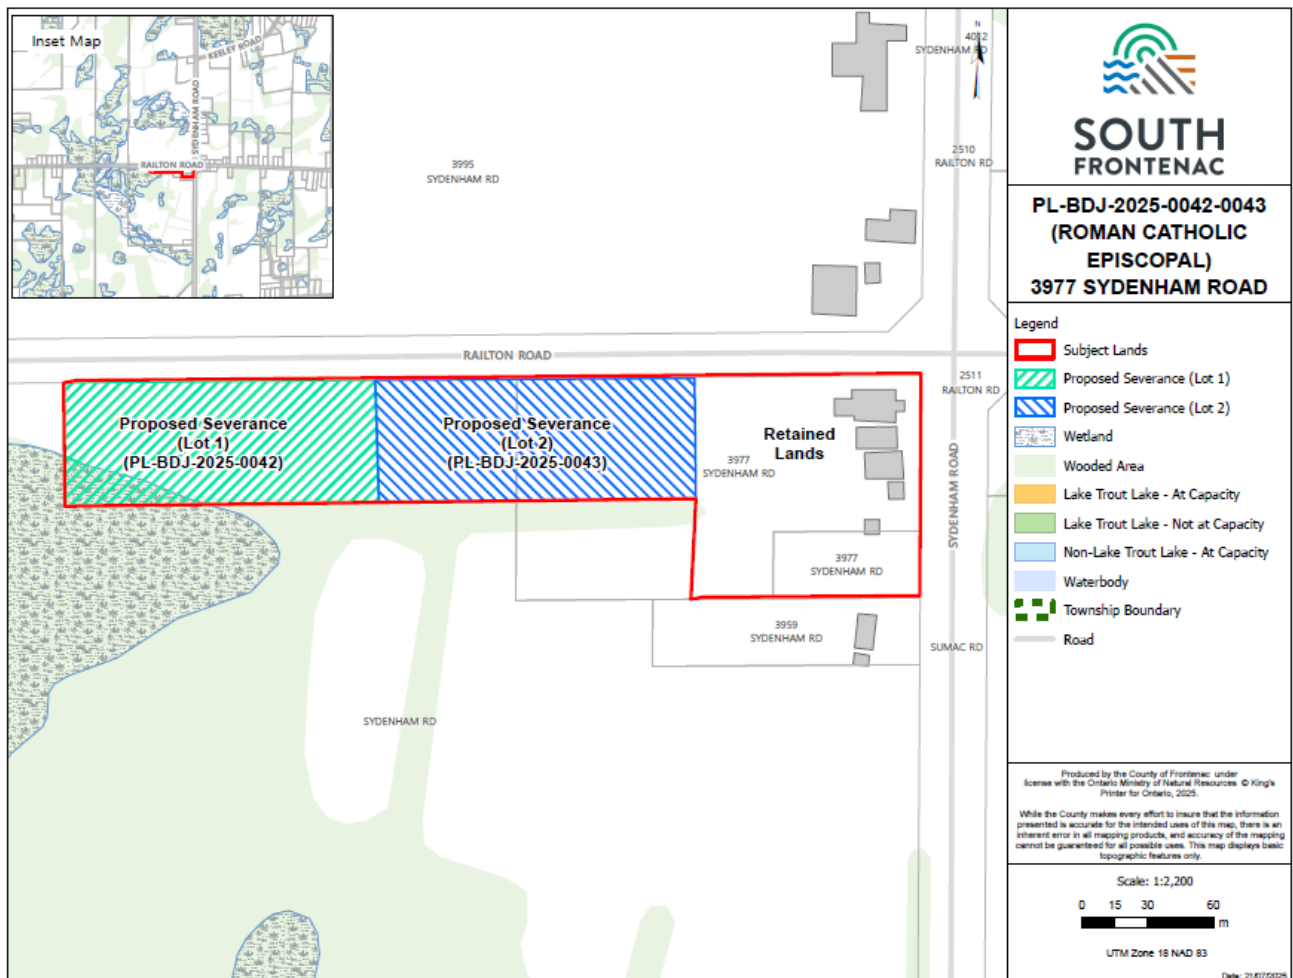 Inset Map
KEELEY ROAD
SYDENHAM ROAD
RAILTON ROAD
3995
SYDENHAM RD
N
4012
SYDENHAM RD
2510
RAILTON RD
RAILTON ROAD
2511
RAILTON RD
Proposed Severance
(Lot 1)
(PL-BDJ-2025-0042)
Proposed Severance
(Lot 2)
(PL-BDJ-2025-0043)
Retained
Lands
3977
SYDENHAM RD
SYDENHAM ROAD
3977
SYDENHAM RD
3959
SYDENHAM RD
SUMAC RD
SYDENHAM RD
SOUTH
FRONTENAC
PL-BDJ-2025-0042-0043
(ROMAN CATHOLIC
EPISCOPAL)
3977 SYDENHAM ROAD
Legend
Subject Lands
Proposed Severance (Lot 1)
Proposed Severance (Lot 2)
Wetland
Wooded Area
Lake Trout Lake - At Capacity
Lake Trout Lake - Not at Capacity
Non-Lake Trout Lake - At Capacity
Waterbody
Township Boundary
Road
Produced by the County of Frontenac under
license with the Ontario Ministry of Natural Resources © King's
Printer for Ontario, 2025.
While the County makes every effort to insure that the information
presented is accurate for the intended uses of this map, there is an
inherent error in all mapping products, and accuracy of the mapping
cannot be guaranteed for all possible uses. This map displays basic
topographic features only.
Scale: 1:2,200
0 15 30 60
m
UTM Zone 18 NAD 83
Date: 21/07/2025